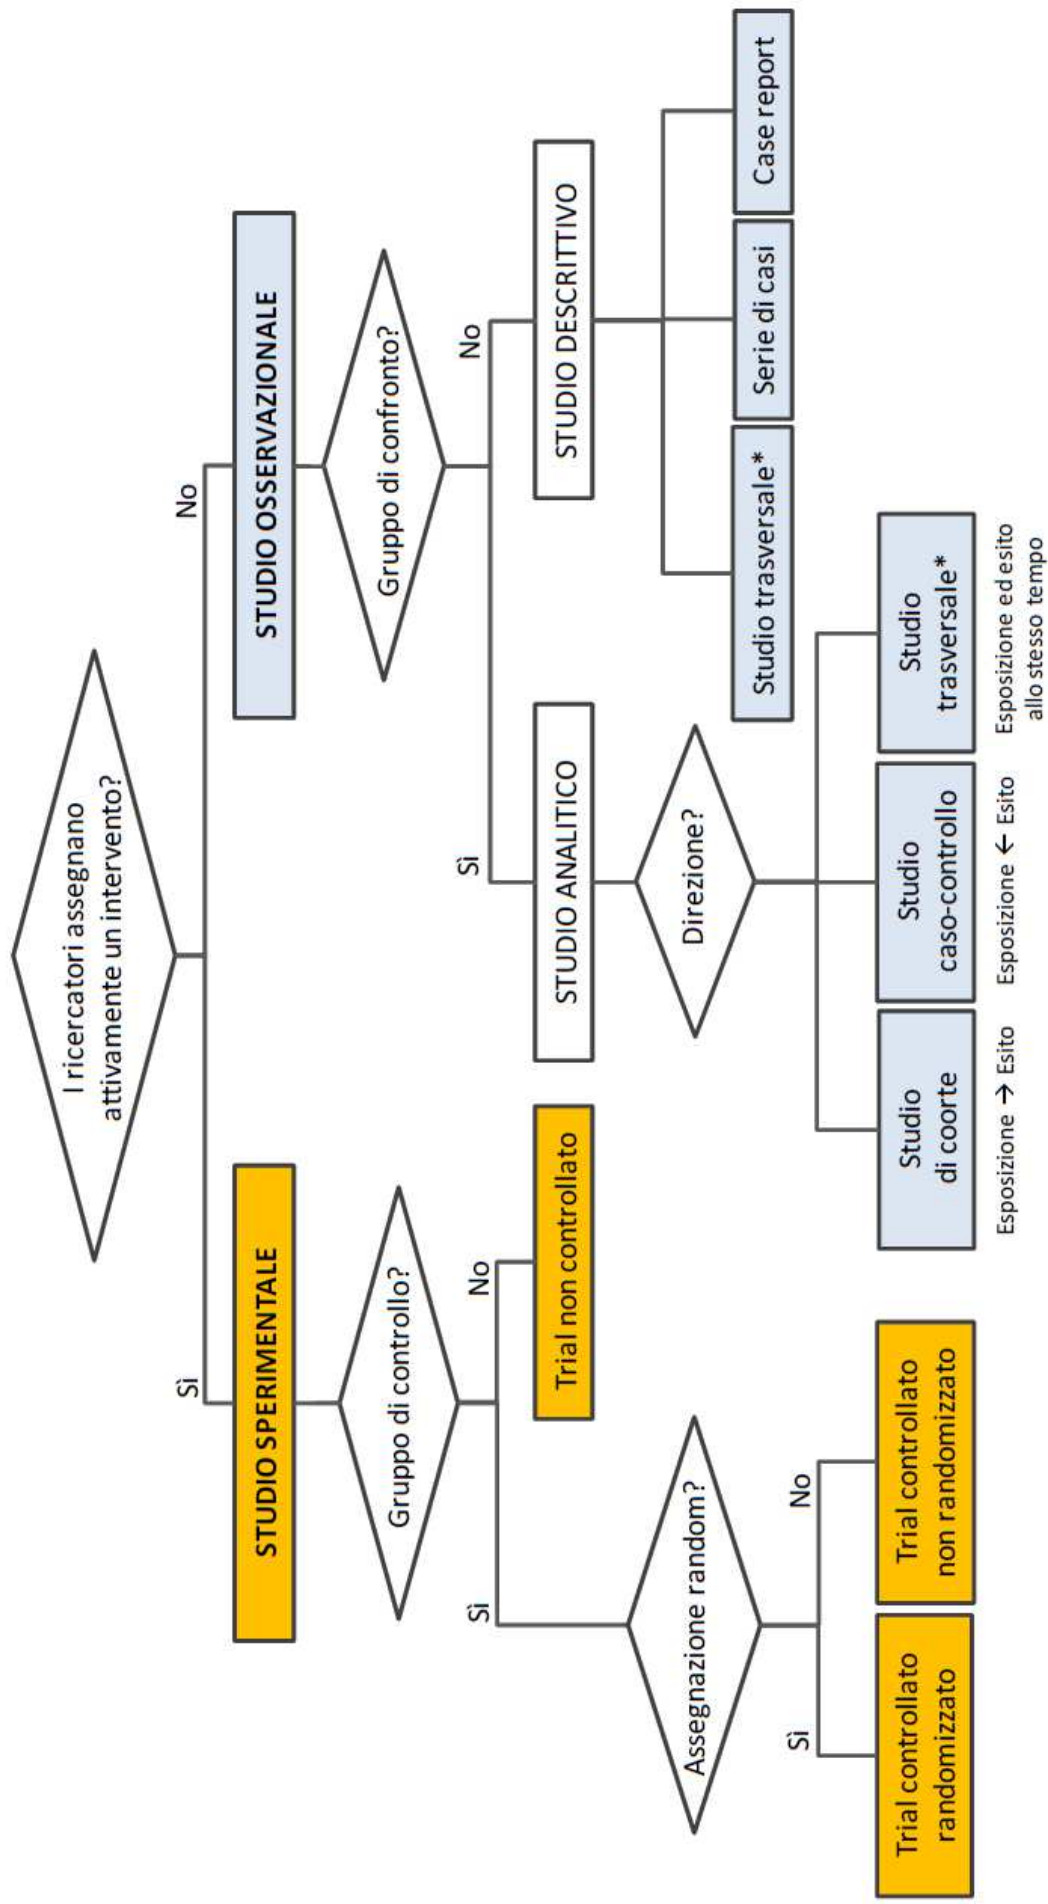 I ricercatori assegnano
attivamente un intervento?
Sì
No
STUDIO SPERIMENTALE
STUDIO OSSERVAZIONALE
Gruppo di controllo?
Gruppo di confronto?
Sì
No
Sì
No
Trial non controllato
STUDIO ANALITICO
STUDIO DESCRITTIVO
Assegnazione random?
Direzione?
Studio trasversale*
Serie di casi
Case report
Sì
No
Trial controllato
randomizzato
Trial controllato
non randomizzato
Studio
di coorte
Studio
caso-controllo
Studio
trasversale*
Esposizione → Esito
Esposizione ← Esito
Esposizione ed esito
allo stesso tempo